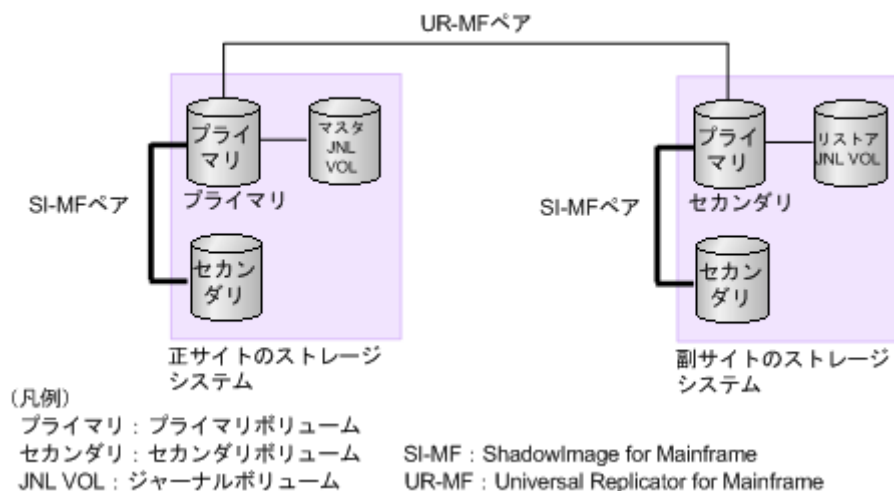 UR-MFペア
プライ
マリ
マスタ
JNL
VOL
プライマリ
SI-MFペア
セカン
ダリ
正サイトのストレージ
システム
プライ
マリ
リストア
JNL VOL
セカンダリ
SI-MFペア
セカン
ダリ
副サイトのストレージ
システム
(凡例)
プライマリ：プライマリボリューム
セカンダリ：セカンダリボリューム
JNL VOL：ジャーナルボリューム
SI-MF：ShadowImage for Mainframe
UR-MF：Universal Replicator for Mainframe